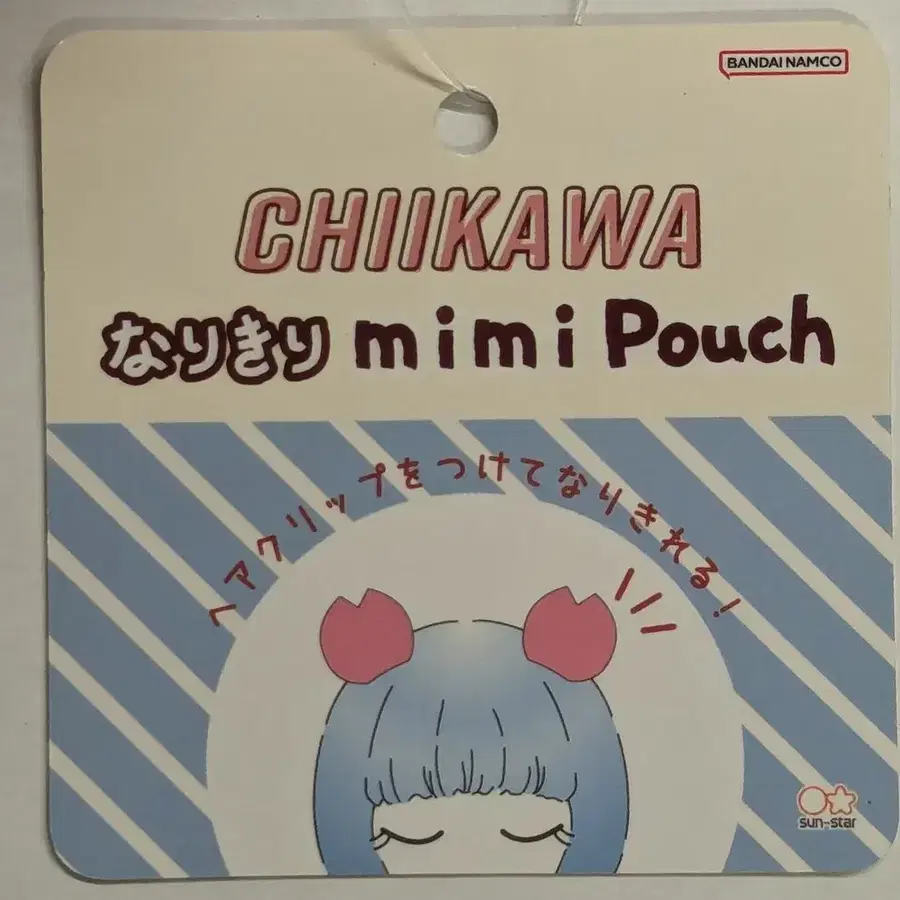 BANDAI NAMCO
CHIIKAWA
なりきり mimi Pouch
ヘアクリップをつけてなりきれる!
sun-star